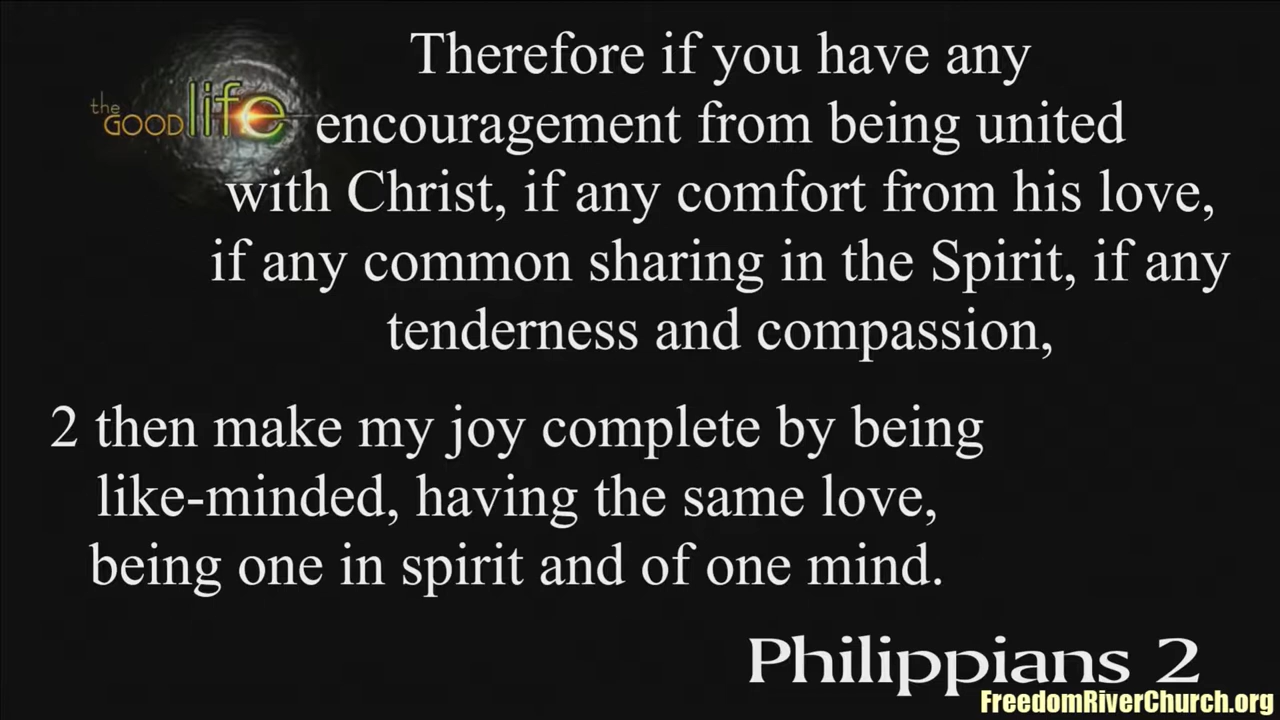 the
GOOD life
Therefore if you have any
encouragement from being united
with Christ, if any comfort from his love,
if any common sharing in the Spirit, if any
tenderness and compassion,
2 then make my joy complete by being
like-minded, having the same love,
being one in spirit and of one mind.
Philippians 2
FreedomRiverChurch.org